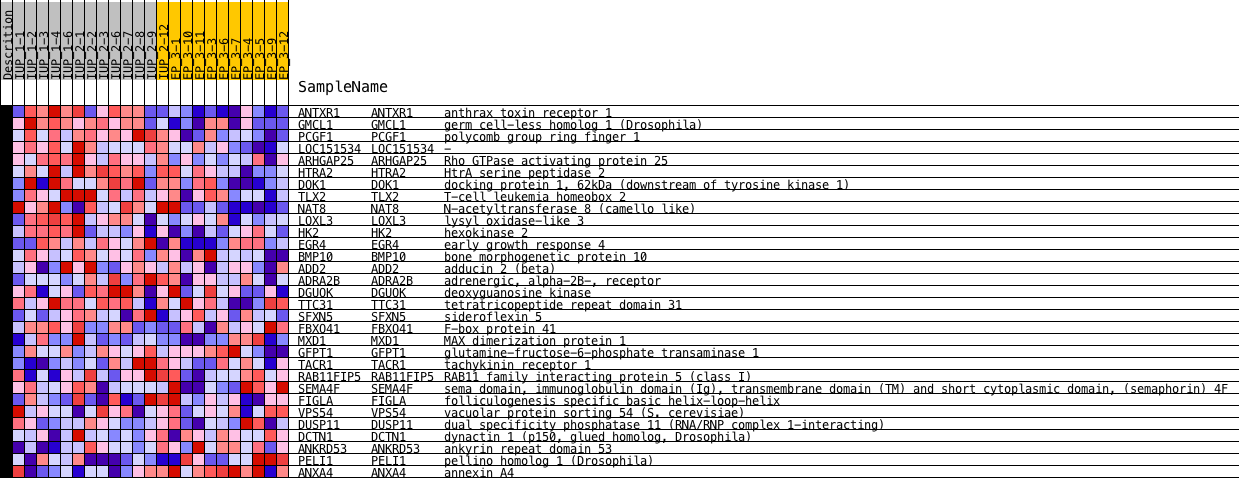 Descrition
IUP_1-1
IUP_1-2
IUP_1-3
IUP_1-4
IUP_1-6
IUP_2-1
IUP_2-2
IUP_2-3
IUP_2-6
IUP_2-7
IUP_2-8
IUP_2-9
IUP_2-12
EP_3-1
EP_3-10
EP_3-11
EP_3-3
EP_3-6
EP_3-7
EP_3-4
EP_3-5
EP_3-9
EP_3-12
SampleName
ANTXR1 ANTXR1 anthrax toxin receptor 1
GMCL1 GMCL1 germ cell-less homolog 1 (Drosophila)
PCGF1 PCGF1 polycomb group ring finger 1
LOC151534 LOC151534 -
ARHGAP25 ARHGAP25 Rho GTPase activating protein 25
HTRA2 HTRA2 HtrA serine peptidase 2
DOK1 DOK1 docking protein 1, 62kDa (downstream of tyrosine kinase 1)
TLX2 TLX2 T-cell leukemia homeobox 2
NAT8 NAT8 N-acetyltransferase 8 (camello like)
LOXL3 LOXL3 lysyl oxidase-like 3
HK2 HK2 hexokinase 2
EGR4 EGR4 early growth response 4
BMP10 BMP10 bone morphogenetic protein 10
ADD2 ADD2 adducin 2 (beta)
ADRA2B ADRA2B adrenergic, alpha-2B-, receptor
DGUOK DGUOK deoxyguanosine kinase
TTC31 TTC31 tetratricopeptide repeat domain 31
SFXN5 SFXN5 sideroflexin 5
FBXO41 FBXO41 F-box protein 41
MXD1 MXD1 MAX dimerization protein 1
GFPT1 GFPT1 glutamine-fructose-6-phosphate transaminase 1
TACR1 TACR1 tachykinin receptor 1
RAB11FIP5 RAB11FIP5 RAB11 family interacting protein 5 (class I)
SEMA4F SEMA4F sema domain, immunoglobulin domain (Ig), transmembrane domain (TM) and short cytoplasmic domain, (semaphorin) 4F
FIGLA FIGLA folliculogenesis specific basic helix-loop-helix
VPS54 VPS54 vacuolar protein sorting 54 (S. cerevisiae)
DUSP11 DUSP11 dual specificity phosphatase 11 (RNA/RNP complex 1-interacting)
DCTN1 DCTN1 dynactin 1 (p150, glued homolog, Drosophila)
ANKRD53 ANKRD53 ankyrin repeat domain 53
PELI1 PELI1 pellino homolog 1 (Drosophila)
ANXA4 ANXA4 annexin A4